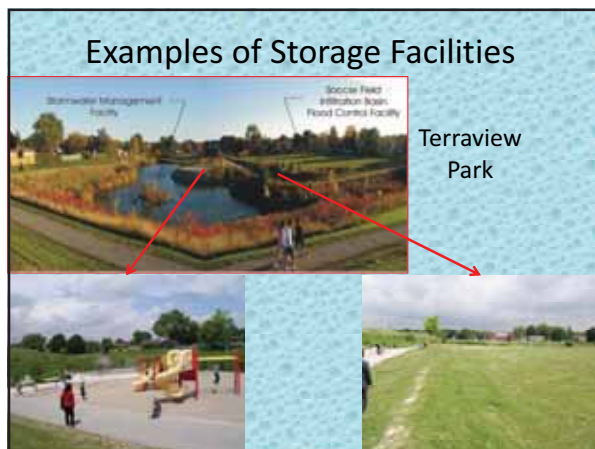 Examples of Storage Facilities
Stormwater Management
Facility
Soccer Field
Infiltration Basin
Flood Control Facility
Terraview
Park